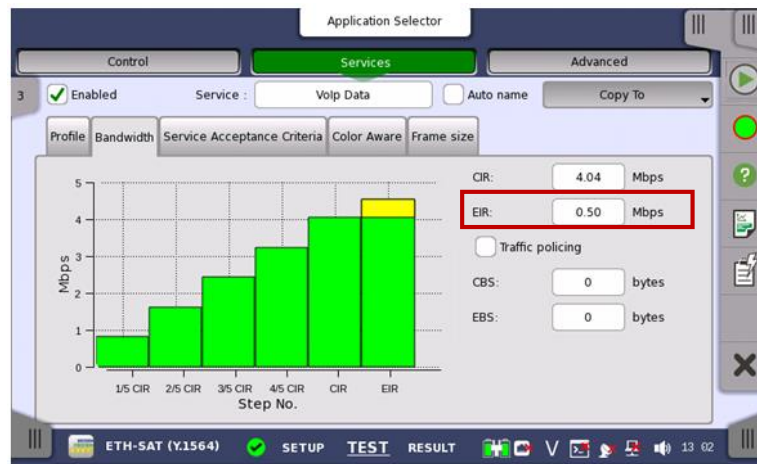 Application Selector
Control Services Advanced
3 Enabled Service : VoIp Data Auto name Copy To
Profile Bandwidth Service Acceptance Criteria Color Aware Frame size
CIR: 4.04 Mbps
EIR: 0.50 Mbps
Traffic policing
CBS: 0 bytes
EBS: 0 bytes
Mbps
5
4
3
2
1
0
1/5 CIR 2/5 CIR 3/5 CIR 4/5 CIR CIR EIR
Step No.
ETH-SAT (Y.1564) SETUP TEST RESULT V 13 02